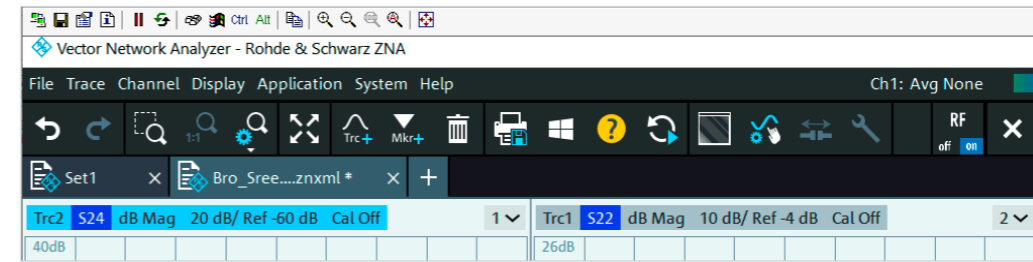 Ctrl Alt
Vector Network Analyzer - Rohde & Schwarz ZNA
File Trace Channel Display Application System Help Ch1: Avg None
1:1 Trc+ Mkr+ ? RF
off on
Set1 × Bro_Sree....znxml * × +
Trc2 S24 dB Mag 20 dB/ Ref -60 dB Cal Off 1 Trc1 S22 dB Mag 10 dB/ Ref -4 dB Cal Off 2
40dB 26dB